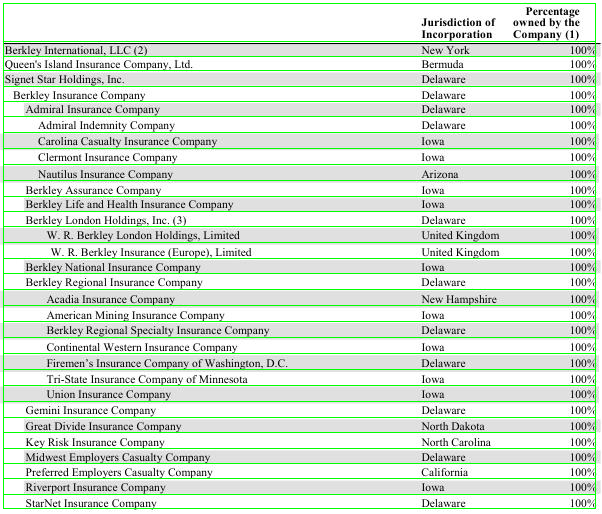 Jurisdiction of Incorporation Percentage owned by the Company (1)
Berkley International, LLC (2) New York 100%
Queen's Island Insurance Company, Ltd. Bermuda 100%
Signet Star Holdings, Inc. Delaware 100%
Berkley Insurance Company Delaware 100%
Admiral Insurance Company Delaware 100%
Admiral Indemnity Company Delaware 100%
Carolina Casualty Insurance Company Iowa 100%
Clermont Insurance Company Iowa 100%
Nautilus Insurance Company Arizona 100%
Berkley Assurance Company Iowa 100%
Berkley Life and Health Insurance Company Iowa 100%
Berkley London Holdings, Inc. (3) Delaware 100%
W. R. Berkley London Holdings, Limited United Kingdom 100%
W. R. Berkley Insurance (Europe), Limited United Kingdom 100%
Berkley National Insurance Company Iowa 100%
Berkley Regional Insurance Company Delaware 100%
Acadia Insurance Company New Hampshire 100%
American Mining Insurance Company Iowa 100%
Berkley Regional Specialty Insurance Company Delaware 100%
Continental Western Insurance Company Iowa 100%
Firemen’s Insurance Company of Washington, D.C. Delaware 100%
Tri-State Insurance Company of Minnesota Iowa 100%
Union Insurance Company Iowa 100%
Gemini Insurance Company Delaware 100%
Great Divide Insurance Company North Dakota 100%
Key Risk Insurance Company North Carolina 100%
Midwest Employers Casualty Company Delaware 100%
Preferred Employers Casualty Company California 100%
Riverport Insurance Company Iowa 100%
StarNet Insurance Company Delaware 100%